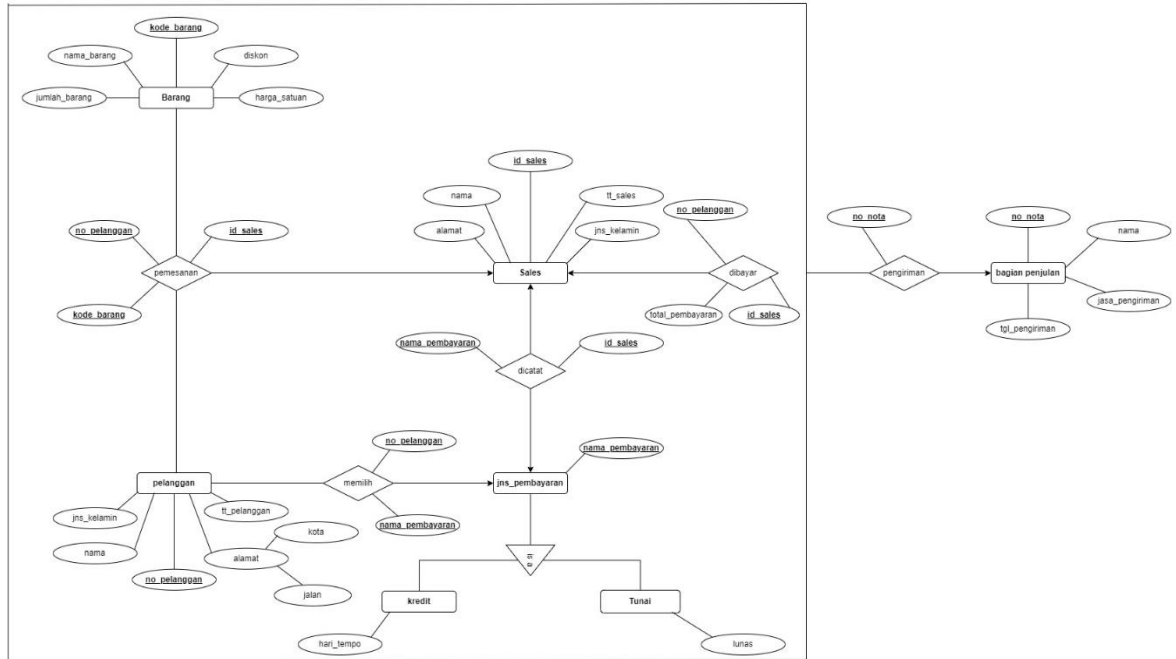 kode_barang
nama_barang
diskon
jumlah_barang
Barang
harga_satuan
id_sales
nama
tt_sales
no_pelanggan
no_nota
no_nota
nama
no_pelanggan
id_sales
alamat
jns_kelamin
pemesanan
Sales
dibayar
pengiriman
bagian penjulan
jasa_pengiriman
kode_barang
total_pembayaran
id_sales
tgl_pengiriman
nama_pembayaran
id_sales
dicatat
no_pelanggan
nama_pembayaran
pelanggan
memilih
jns_pembayaran
jns_kelamin
tt_pelanggan
nama_pembayaran
kota
nama
alamat
is a
no_pelanggan
jalan
kredit
Tunai
hari_tempo
lunas